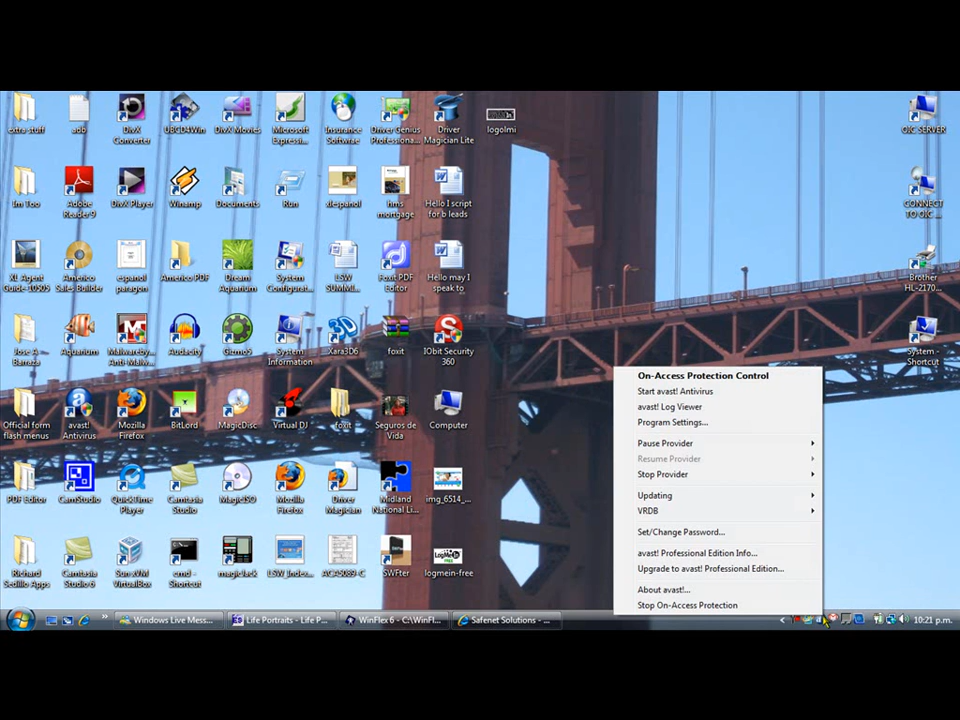 extra stuff
adb
DivX
Converter
UBCD4Win
DivX Movies
Microsoft
Expressi...
Insurance
Software
Driver Genius
Professiona...
Driver
Magician Lite
logolmi
OJC SERVER
Im Too
Adobe
Reader 9
DivX Player
Winamp
Documents
Run
xlespanol
hms
mortgage
Hello I script
for b leads
CONNECT
TO OJC ...
XL Agent
Guide-10505
Americo
Sales Builder
espanol
paragon
Americo PDF
Dream
Aquarium
System
Configurat...
LSW
SUMMI...
Foxit PDF
Editor
Hello may I
speak to
Brother
HL-2170...
Jose A
Barraza
Aquarium
Malwareby...
Anti-Malw...
Audacity
Gizmo5
System
Information
Xara3D6
foxit
IObit Security
360
System -
Shortcut
Official form
flash menus
avast!
Antivirus
Mozilla
Firefox
BitLord
MagicDisc
Virtual DJ
foxit
Seguros de
Vida
Computer
PDF Editor
CamStudio
QuickTime
Player
Camtasia
Studio
MagicISO
Mozilla
Firefox
Driver
Magician
Midland
National Li...
img_6514_...
Richard
Sedillo Apps
Camtasia
Studio 6
Sun xVM
VirtualBox
cmd -
Shortcut
magicJack
LSW_Index...
ACA5089-C
SWFter
LogMeIn
FREE
logmein-free
On-Access Protection Control
Start avast! Antivirus
avast! Log Viewer
Program Settings...
Pause Provider
Resume Provider
Stop Provider
Updating
VRDB
Set/Change Password...
avast! Professional Edition Info...
Upgrade to avast! Professional Edition...
About avast!...
Stop On-Access Protection
Windows Live Mess...
Life Portraits - Life P...
WinFlex 6 - C:\WinFl...
Safenet Solutions - ...
10:21 p.m.